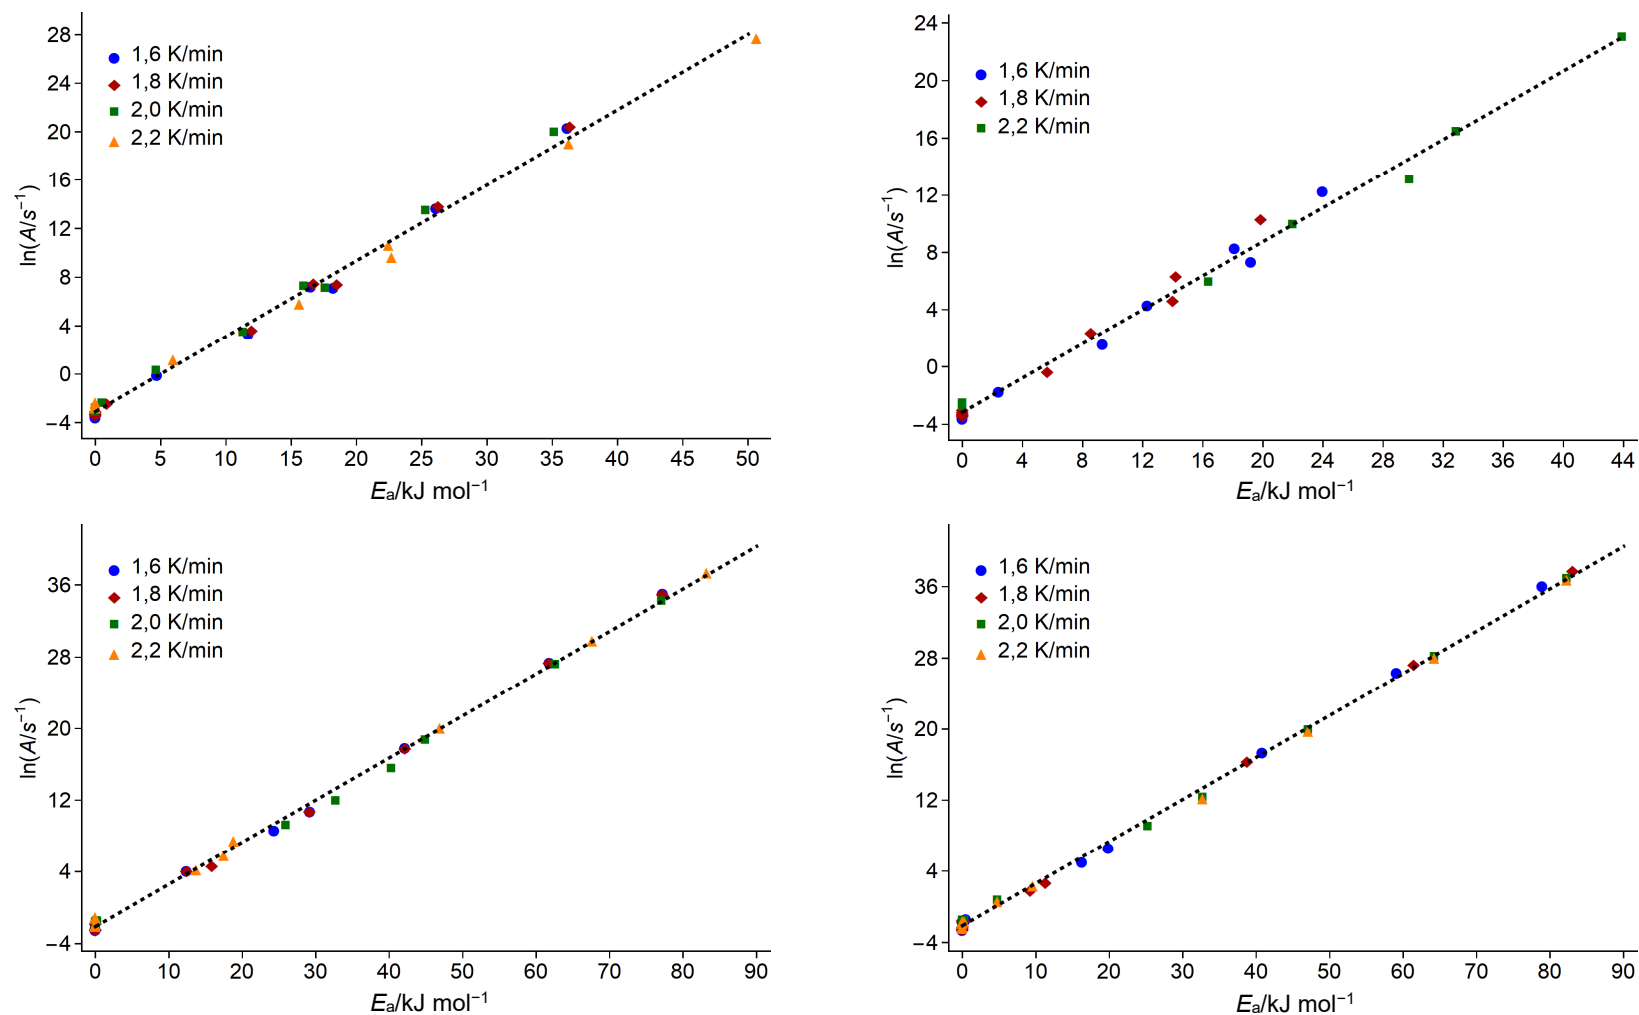 28
24
20
16
12
8
4
0
−4
ln(A/s⁻¹)
1,6 K/min
1,8 K/min
2,0 K/min
2,2 K/min
0 5 10 15 20 25 30 35 40 45 50
Eₐ/kJ mol⁻¹
24
20
16
12
8
4
0
−4
ln(A/s⁻¹)
1,6 K/min
1,8 K/min
2,2 K/min
0 4 8 12 16 20 24 28 32 36 40 44
Eₐ/kJ mol⁻¹
36
28
20
12
4
−4
ln(A/s⁻¹)
1,6 K/min
1,8 K/min
2,0 K/min
2,2 K/min
0 10 20 30 40 50 60 70 80 90
Eₐ/kJ mol⁻¹
36
28
20
12
4
−4
ln(A/s⁻¹)
1,6 K/min
1,8 K/min
2,0 K/min
2,2 K/min
0 10 20 30 40 50 60 70 80 90
Eₐ/kJ mol⁻¹